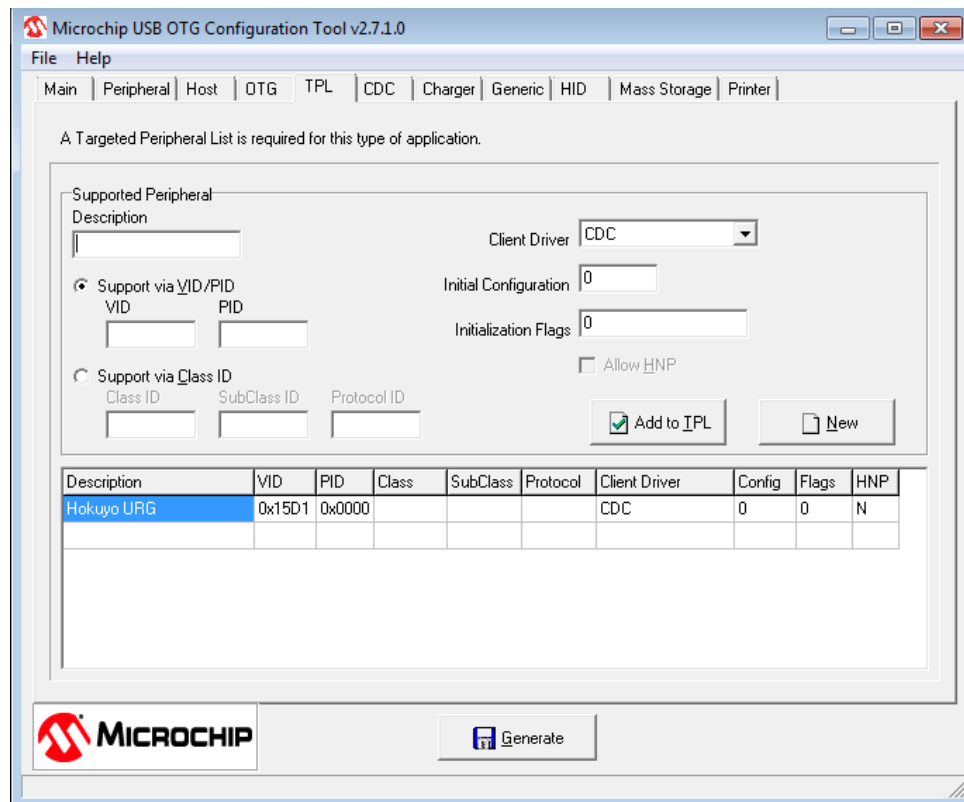 Microchip USB OTG Configuration Tool v2.7.1.0
File Help
Main Peripheral Host OTG TPL CDC Charger Generic HID Mass Storage Printer
A Targeted Peripheral List is required for this type of application.
Supported Peripheral
Description
Client Driver CDC
Support via VID/PID
Initial Configuration 0
VID PID
Initialization Flags 0
Allow HNP
Support via Class ID
Class ID SubClass ID Protocol ID
Add to TPL New
Description VID PID Class SubClass Protocol Client Driver Config Flags HNP
Hokuyo URG 0x15D1 0x0000 CDC 0 0 N
MICROCHIP
Generate